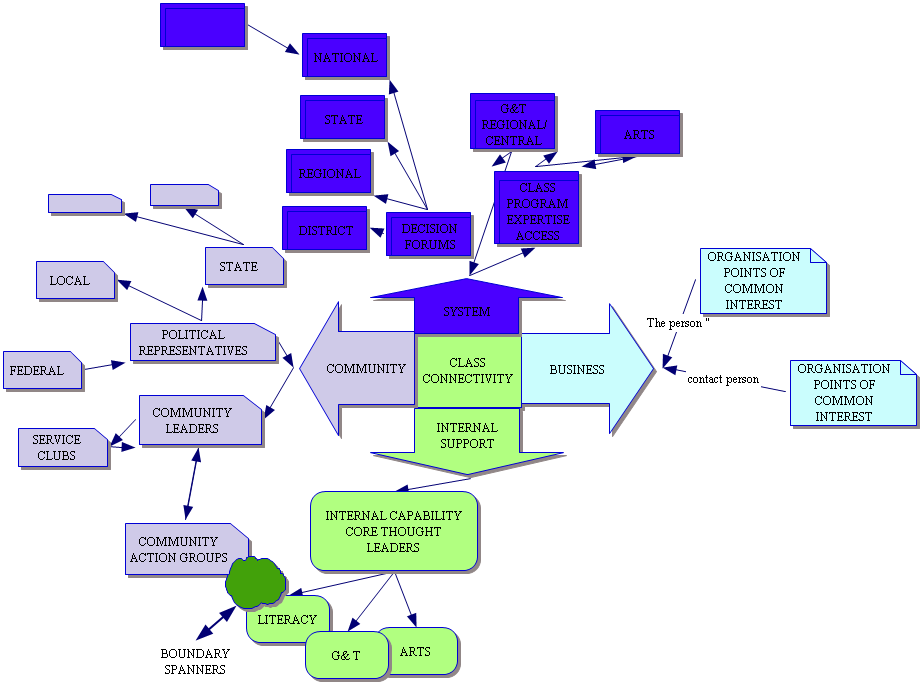 NATIONAL
STATE
REGIONAL
DISTRICT
DECISION
FORUMS
G&T
REGIONAL/
CENTRAL
ARTS
CLASS
PROGRAM
EXPERTISE
ACCESS
STATE
LOCAL
POLITICAL
REPRESENTATIVES
FEDERAL
COMMUNITY
LEADERS
SERVICE
CLUBS
COMMUNITY
ACTION GROUPS
BOUNDARY
SPANNERS
SYSTEM
COMMUNITY
CLASS
CONNECTIVITY
BUSINESS
INTERNAL
SUPPORT
ORGANISATION
POINTS OF
COMMON
INTEREST
The person "
contact person
ORGANISATION
POINTS OF
COMMON
INTEREST
INTERNAL CAPABILITY
CORE THOUGHT
LEADERS
LITERACY
G& T
ARTS